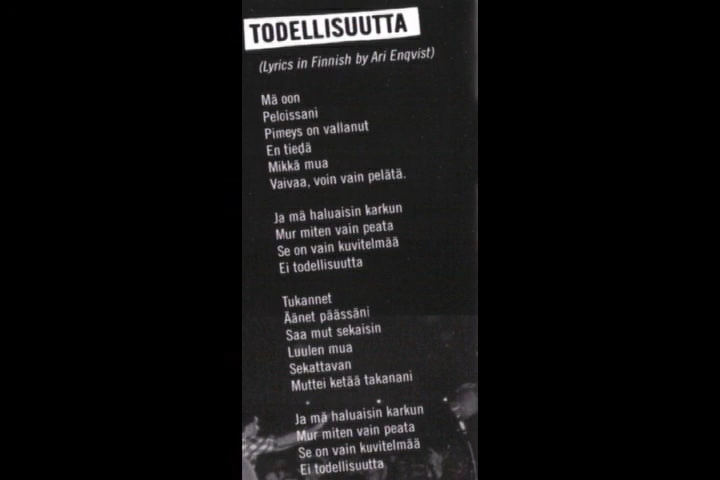 TODELLISUUTTA
(Lyrics in Finnish by Ari Enqvist)
Mä oon
Peloissani
Pimeys on vallanut
En tiedä
Mikkä mua
Vaivaa, voin vain pelätä.
Ja mä haluaisin karkun
Mur miten vain peata
Se on vain kuvitelmää
Ei todellisuutta
Tukannet
Äänet päässäni
Saa mut sekaisin
Luulen mua
Sekattavan
Muttei ketää takanani
Ja mä haluaisin karkun
Mur miten vain peata
Se on vain kuvitelmää
Ei todellisuutta